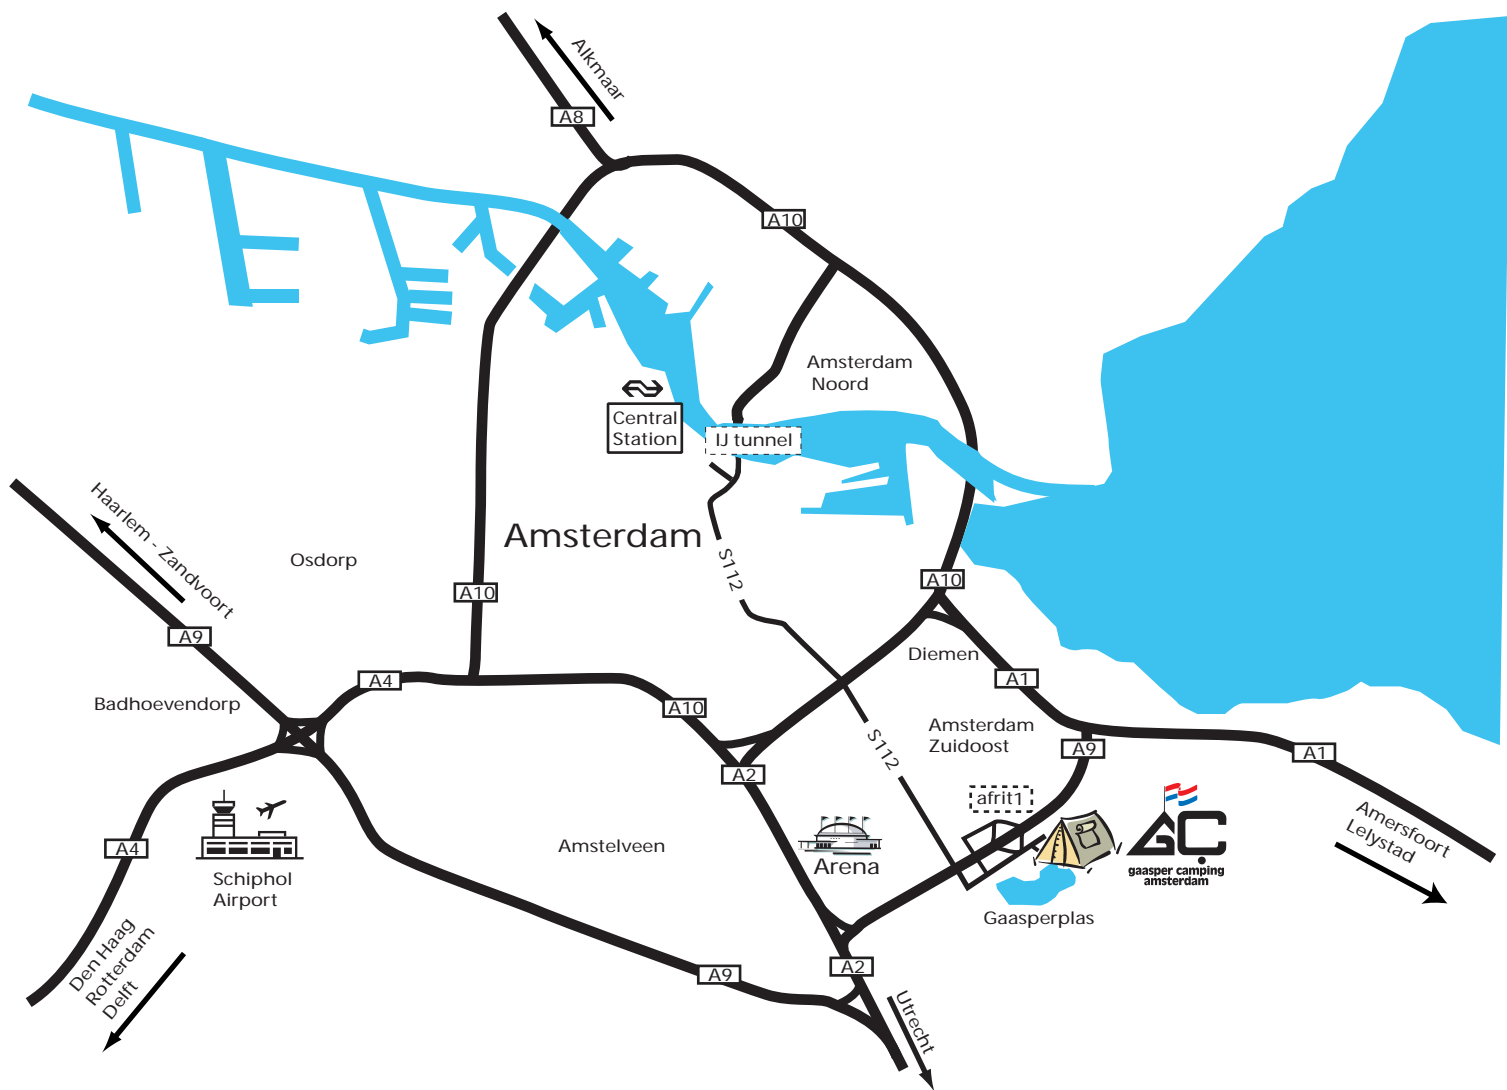 Alkmaar
A8
A10
Amsterdam
Noord
Central
Station
IJ tunnel
Haarlem - Zandvoort
Amsterdam
Osdorp
S112
A10
A10
A9
Diemen
A4
A1
Badhoevendorp
A10
Amsterdam
Zuidoost
S112
A9
A1
A2
afrit1
Amersfoort
Lelystad
A4
Amstelveen
Arena
GC
gaasper camping
amsterdam
Schiphol
Airport
Gaasperplas
Den Haag
Rotterdam
Delft
A9
A2
Utrecht